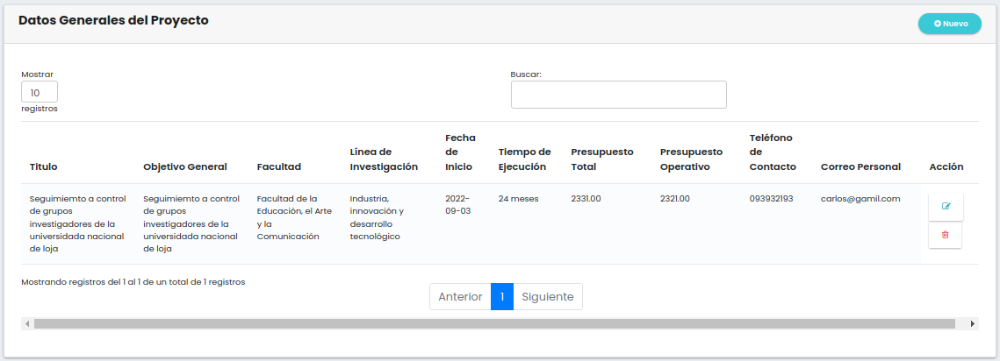 Datos Generales del Proyecto
Nuevo
Mostrar
10
registros
Buscar:
Titulo
Objetivo General
Facultad
Línea de
Investigación
Fecha
de
Inicio
Tiempo de
Ejecución
Presupuesto
Total
Presupuesto
Operativo
Teléfono
de
Contacto
Correo Personal
Acción
Seguimiemto a control
de grupos
investigadores de la
universidada nacional
de loja
Seguimiemto a control
de grupos
investigadores de la
universidada nacional
de loja
Facultad de la
Educación, el Arte
y la
Comunicación
Industria,
innovación y
desarrollo
tecnológico
2022-
09-03
24 meses
2331.00
2321.00
093932193
carlos@gamil.com
Mostrando registros del 1 al 1 de un total de 1 registros
Anterior
1
Siguiente